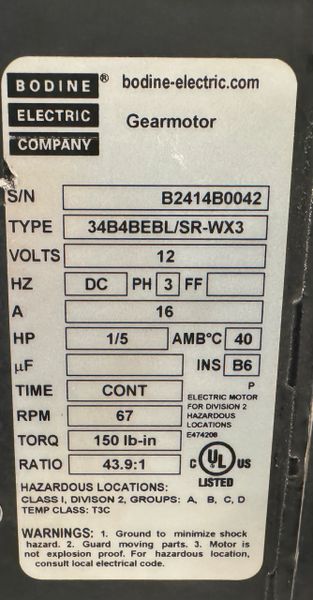 BODINE ® bodine-electric.com
ELECTRIC Gearmotor
COMPANY
S/N B2414B0042
TYPE 34B4BEBL/SR-WX3
VOLTS 12
HZ DC PH 3 FF
A 16
HP 1/5 AMB°C 40
µF INS B6
TIME CONT P
RPM 67
TORQ 150 lb-in
RATIO 43.9:1
ELECTRIC MOTOR
FOR DIVISION 2
HAZARDOUS
LOCATIONS
E474206
C UL US
LISTED
HAZARDOUS LOCATIONS:
CLASS I, DIVISON 2, GROUPS: A, B, C, D
TEMP CLASS: T3C
WARNINGS: 1. Ground to minimize shock
hazard. 2. Guard moving parts. 3. Motor is
not explosion proof. For hazardous location,
consult local electrical code.